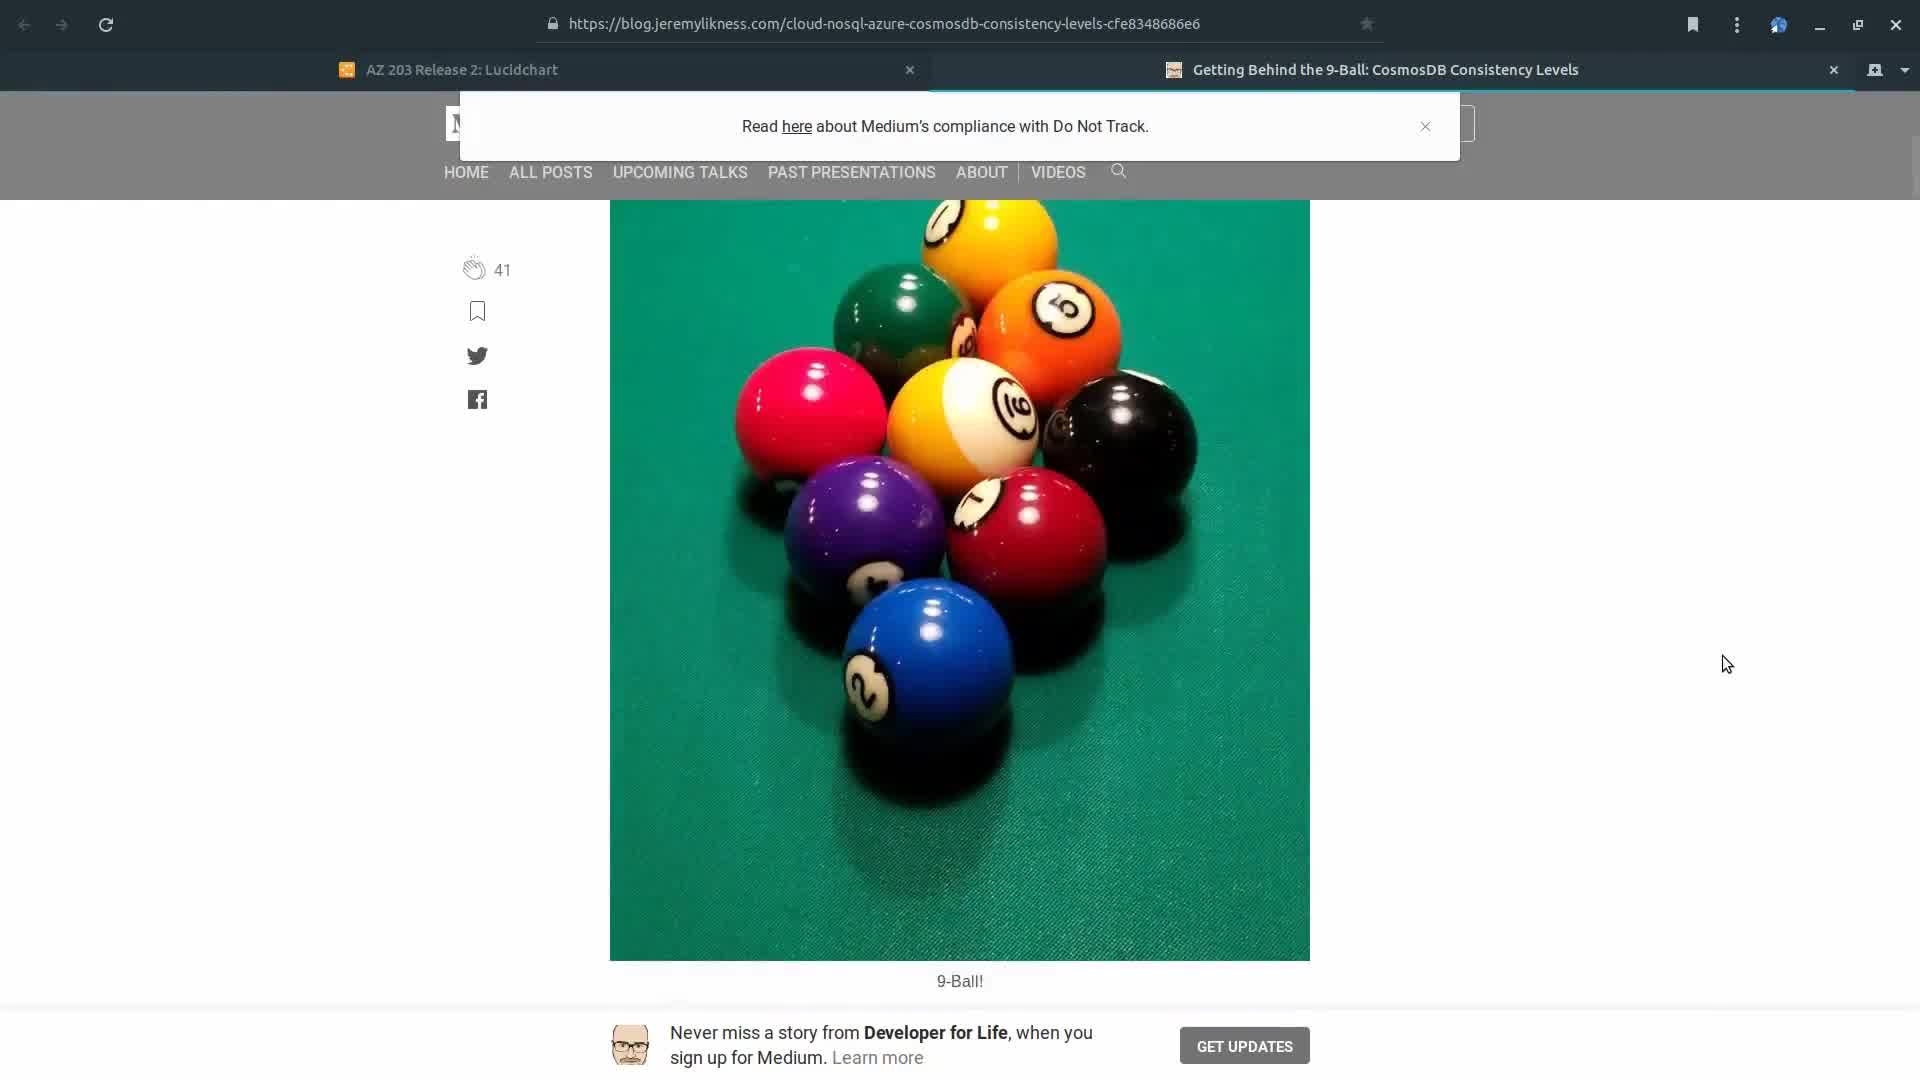 https://blog.jeremylikness.com/cloud-nosql-azure-cosmosdb-consistency-levels-cfe8348686e6
AZ 203 Release 2: Lucidchart
Getting Behind the 9-Ball: CosmosDB Consistency Levels
Read here about Medium's compliance with Do Not Track.
HOME ALL POSTS UPCOMING TALKS PAST PRESENTATIONS ABOUT VIDEOS
41
5
9
2
9-Ball!
Never miss a story from Developer for Life, when you
sign up for Medium. Learn more
GET UPDATES